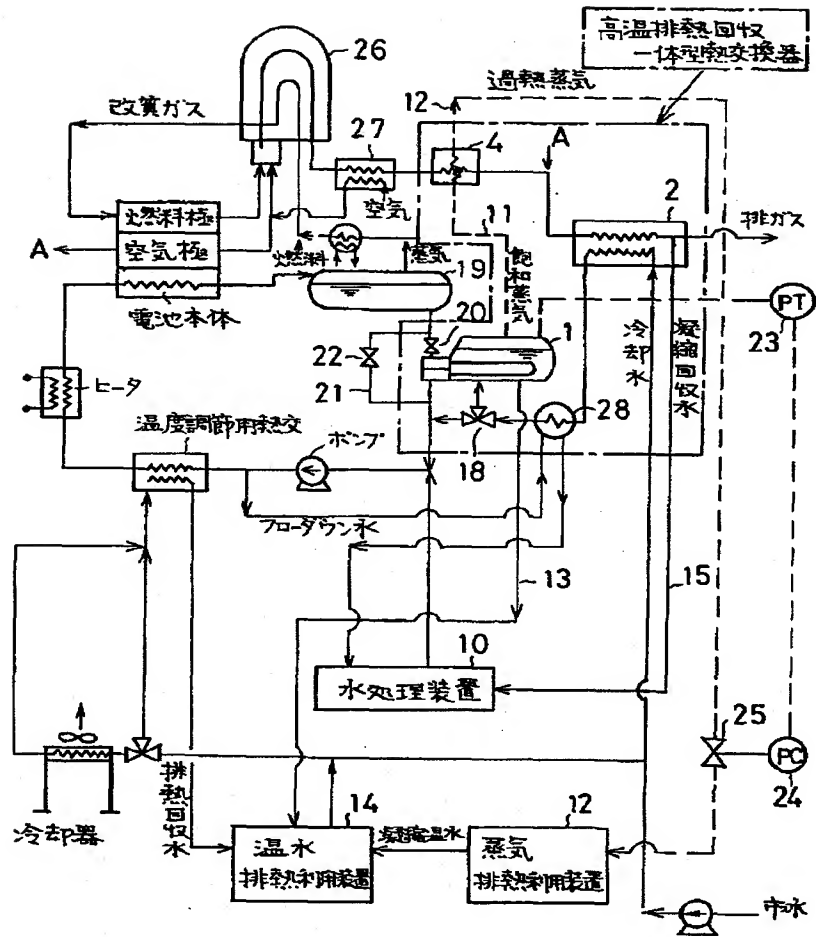 高温排熱回収
一体型熱交換器
26
過熱蒸気
12
改質ガス
27
4
A
空気
11
2
排ガス
燃料極
空気極
A
燃料
蒸気
19
飽和蒸気
電池本体
20
1
PT
23
22
21
冷却水
凝縮回収水
ヒータ
28
18
温度調節用熱交
ポンプ
ブローダウン水
13
15
10
水処理装置
25
PC
24
排熱回収水
冷却器
14
温水
排熱利用装置
凝縮温水
12
蒸気
排熱利用装置
市水